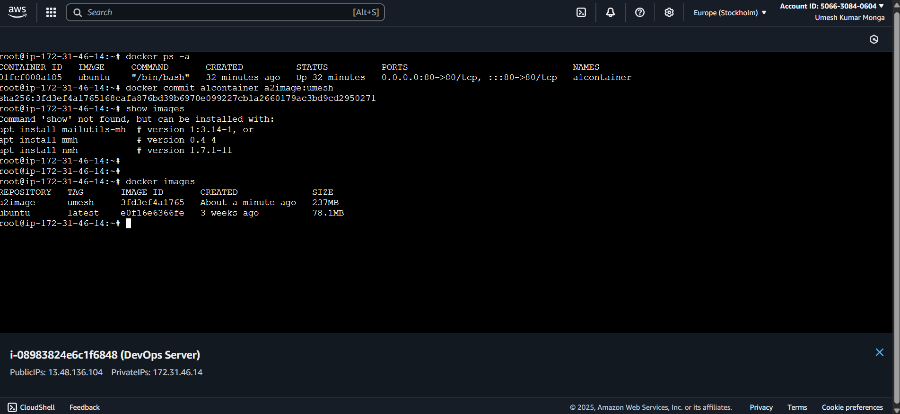 aws
Search
[Alt+S]
Europe (Stockholm)
Account ID: 5066-3084-0604
Umesh Kumar Monga
root@ip-172-31-46-14:~# docker ps -a
CONTAINER ID IMAGE COMMAND CREATED STATUS PORTS NAMES
ubuntu "/bin/bash" 32 minutes ago Up 32 minutes 0.0.0.0:80->80/tcp, :::80->80/tcp a1container
root@ip-172-31-46-14:~# docker commit a1container a2image:umesh
root@ip-172-31-46-14:~# show images
Command 'show' not found, but can be installed with:
apt install mailutils-mh # version 1:3.14-1, or
apt install mmh # version 0.4-4
apt install nmh # version 1.7.1-11
root@ip-172-31-46-14:~#
root@ip-172-31-46-14:~#
root@ip-172-31-46-14:~# docker images
REPOSITORY TAG IMAGE ID CREATED SIZE
a2image umesh 3fd3ef4a1765 About a minute ago 237MB
ubuntu latest e0f16e6366fe 3 weeks ago 78.1MB
root@ip-172-31-46-14:~#
i-08983824e6c1f6848 (DevOps Server)
PublicIPs: 13.48.136.104 PrivateIPs: 172.31.46.14
CloudShell Feedback © 2025, Amazon Web Services, Inc. or its affiliates. Privacy Terms Cookie preferences